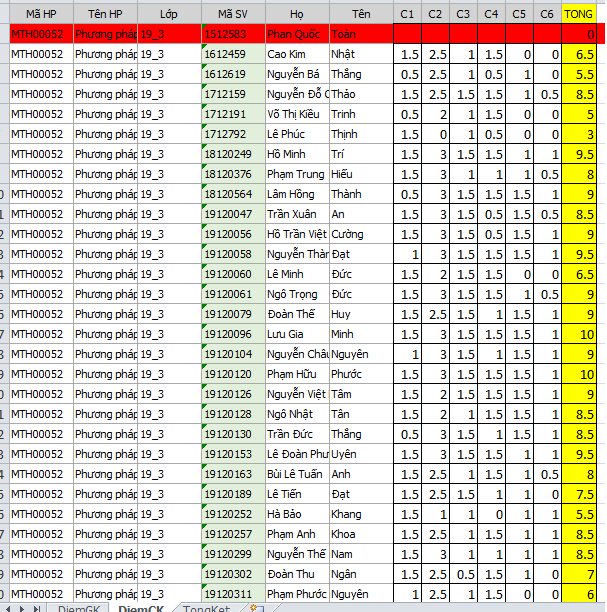 Mã HP Tên HP Lớp Mã SV Họ Tên C1 C2 C3 C4 C5 C6 TONG
MTH00052 Phương pháp 19_3 1512583 Phan Quốc Toàn 0
MTH00052 Phương pháp 19_3 1612459 Cao Kim Nhật 1.5 2.5 1 1.5 0 0 6.5
MTH00052 Phương pháp 19_3 1612619 Nguyễn Bá Thắng 0.5 2.5 1 0.5 1 0 5.5
MTH00052 Phương pháp 19_3 1712159 Nguyễn Đỗ C Thảo 1.5 2.5 1.5 1.5 1 0.5 8.5
MTH00052 Phương pháp 19_3 1712191 Võ Thị Kiều Trinh 0.5 2 1 1.5 0 5
MTH00052 Phương pháp 19_3 1712792 Lê Phúc Thịnh 1.5 0 1 0.5 0 0 3
MTH00052 Phương pháp 19_3 18120249 Hồ Minh Trí 1.5 3 1.5 1.5 1 1 9.5
MTH00052 Phương pháp 19_3 18120376 Phạm Trung Hiếu 1.5 3 1 1 1 0.5 8
MTH00052 Phương pháp 19_3 18120564 Lâm Hồng Thành 0.5 3 1.5 1.5 1.5 1 9
MTH00052 Phương pháp 19_3 19120047 Trần Xuân An 1.5 3 1.5 0.5 1.5 0.5 8.5
MTH00052 Phương pháp 19_3 19120056 Hồ Trần Việt Cường 1.5 3 1.5 0.5 1.5 1 9
MTH00052 Phương pháp 19_3 19120058 Nguyễn Thàn Đạt 1 3 1.5 1.5 1.5 1 9.5
MTH00052 Phương pháp 19_3 19120060 Lê Minh Đức 1.5 2 1.5 1.5 0 0 6.5
MTH00052 Phương pháp 19_3 19120061 Ngô Trọng Đức 1.5 3 1.5 1.5 1 0.5 9
MTH00052 Phương pháp 19_3 19120079 Đoàn Thế Huy 1.5 2.5 1.5 1 1.5 1 9
MTH00052 Phương pháp 19_3 19120096 Lưu Gia Minh 1.5 3 1.5 1.5 1.5 1 10
MTH00052 Phương pháp 19_3 19120104 Nguyễn Châu Nguyên 1 3 1 1.5 1.5 1 9
MTH00052 Phương pháp 19_3 19120120 Phạm Hữu Phước 1.5 3 1.5 1.5 1.5 1 10
MTH00052 Phương pháp 19_3 19120126 Nguyễn Việt Tâm 1.5 2 1.5 1.5 1.5 1 9
MTH00052 Phương pháp 19_3 19120128 Ngô Nhật Tân 1.5 2 1 1.5 1.5 1 8.5
MTH00052 Phương pháp 19_3 19120130 Trần Đức Thắng 0.5 3 1 1.5 1.5 1 8.5
MTH00052 Phương pháp 19_3 19120153 Lê Đoàn Phư Uyên 1.5 3 1 1.5 1.5 1 9.5
MTH00052 Phương pháp 19_3 19120163 Bùi Lê Tuấn Anh 1.5 2.5 1 1.5 1 0.5 8
MTH00052 Phương pháp 19_3 19120189 Lê Tiến Đạt 1.5 2.5 1 1.5 1 0 7.5
MTH00052 Phương pháp 19_3 19120252 Hà Bảo Khang 1.5 1 1 0 1 1 5.5
MTH00052 Phương pháp 19_3 19120257 Phạm Anh Khoa 1.5 2.5 1 1.5 1 1 8.5
MTH00052 Phương pháp 19_3 19120299 Nguyễn Thế Nam 1.5 3 1 1 1 1 8.5
MTH00052 Phương pháp 19_3 19120302 Đoàn Thu Ngân 1.5 2.5 0.5 1.5 1 0 7
MTH00052 Phương pháp 19_3 19120311 Phạm Phước Nguyên 1 2 1 1 1 0 6
DiemGK DiemCK TongKet